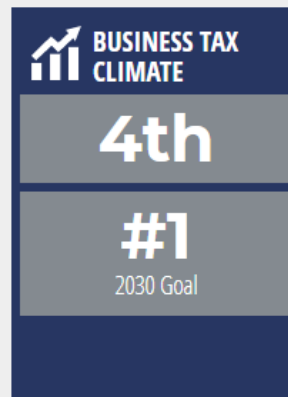 BUSINESS TAX
CLIMATE
4th
#1
2030 Goal